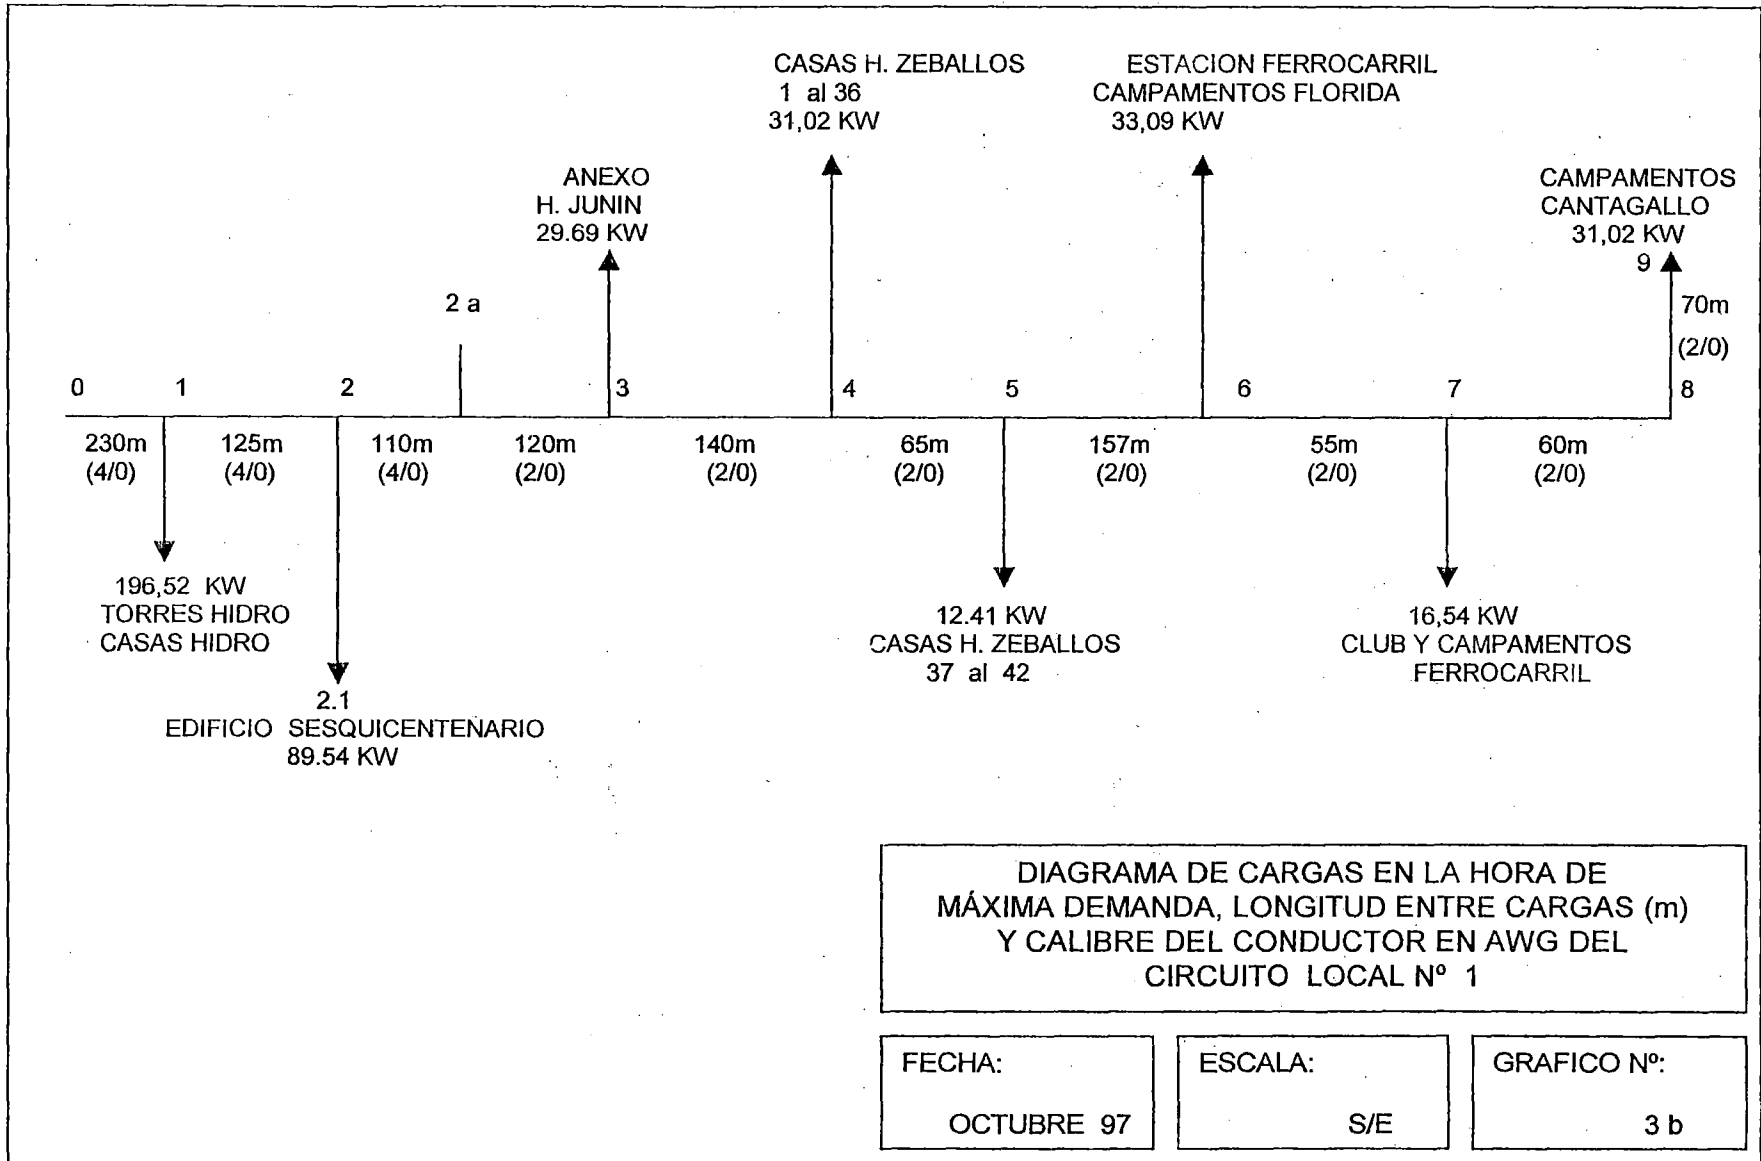 CASAS H. ZEBALLOS
1 al 36
31,02 KW
ESTACION FERROCARRIL
CAMPAMENTOS FLORIDA
33,09 KW
ANEXO
H. JUNIN
29.69 KW
CAMPAMENTOS
CANTAGALLO
31,02 KW
9
2 a
70m
(2/0)
0 1 2 3 4 5 6 7 8
230m 125m 110m 120m 140m 65m 157m 55m 60m
(4/0) (4/0) (4/0) (2/0) (2/0) (2/0) (2/0) (2/0) (2/0)
196,52 KW
TORRES HIDRO
CASAS HIDRO
12.41 KW
CASAS H. ZEBALLOS
37 al 42
16,54 KW
CLUB Y CAMPAMENTOS
FERROCARRIL
2.1
EDIFICIO SESQUICENTENARIO
89.54 KW
DIAGRAMA DE CARGAS EN LA HORA DE
MÁXIMA DEMANDA, LONGITUD ENTRE CARGAS (m)
Y CALIBRE DEL CONDUCTOR EN AWG DEL
CIRCUITO LOCAL Nº 1
FECHA:
OCTUBRE 97
ESCALA:
S/E
GRAFICO Nº:
3 b